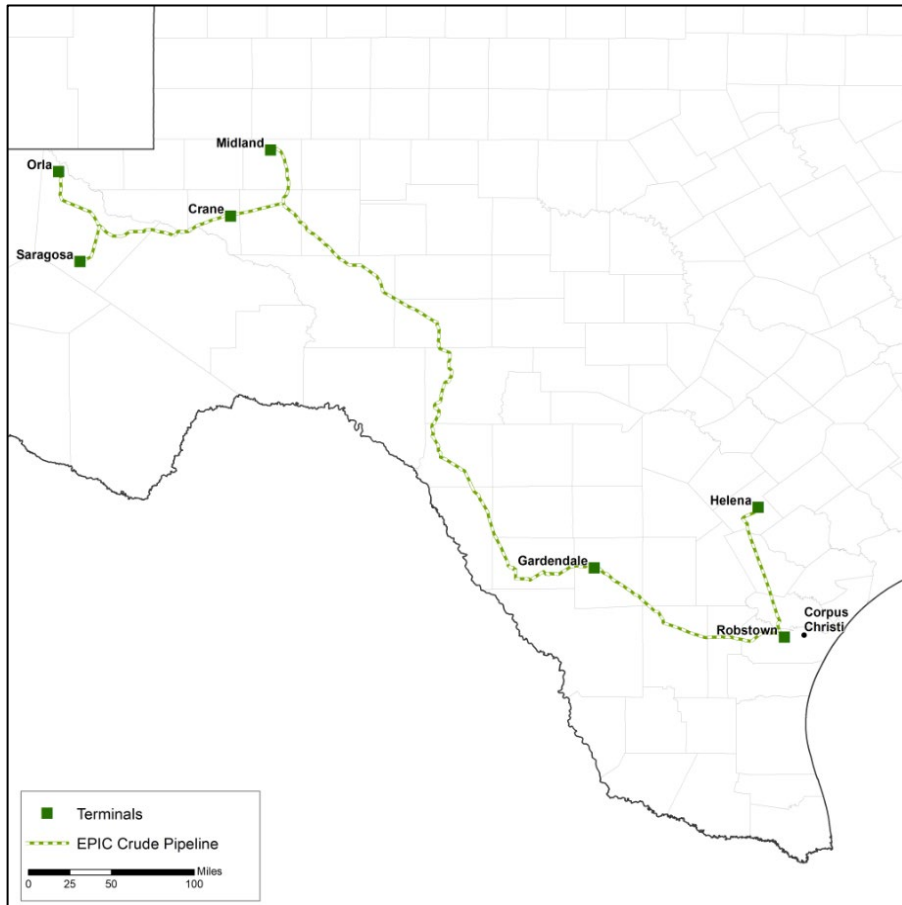 Midland
Orla
Crane
Saragosa
Helena
Gardendale
Corpus
Christi
Robstown
Terminals
EPIC Crude Pipeline
Miles
0 25 50 100